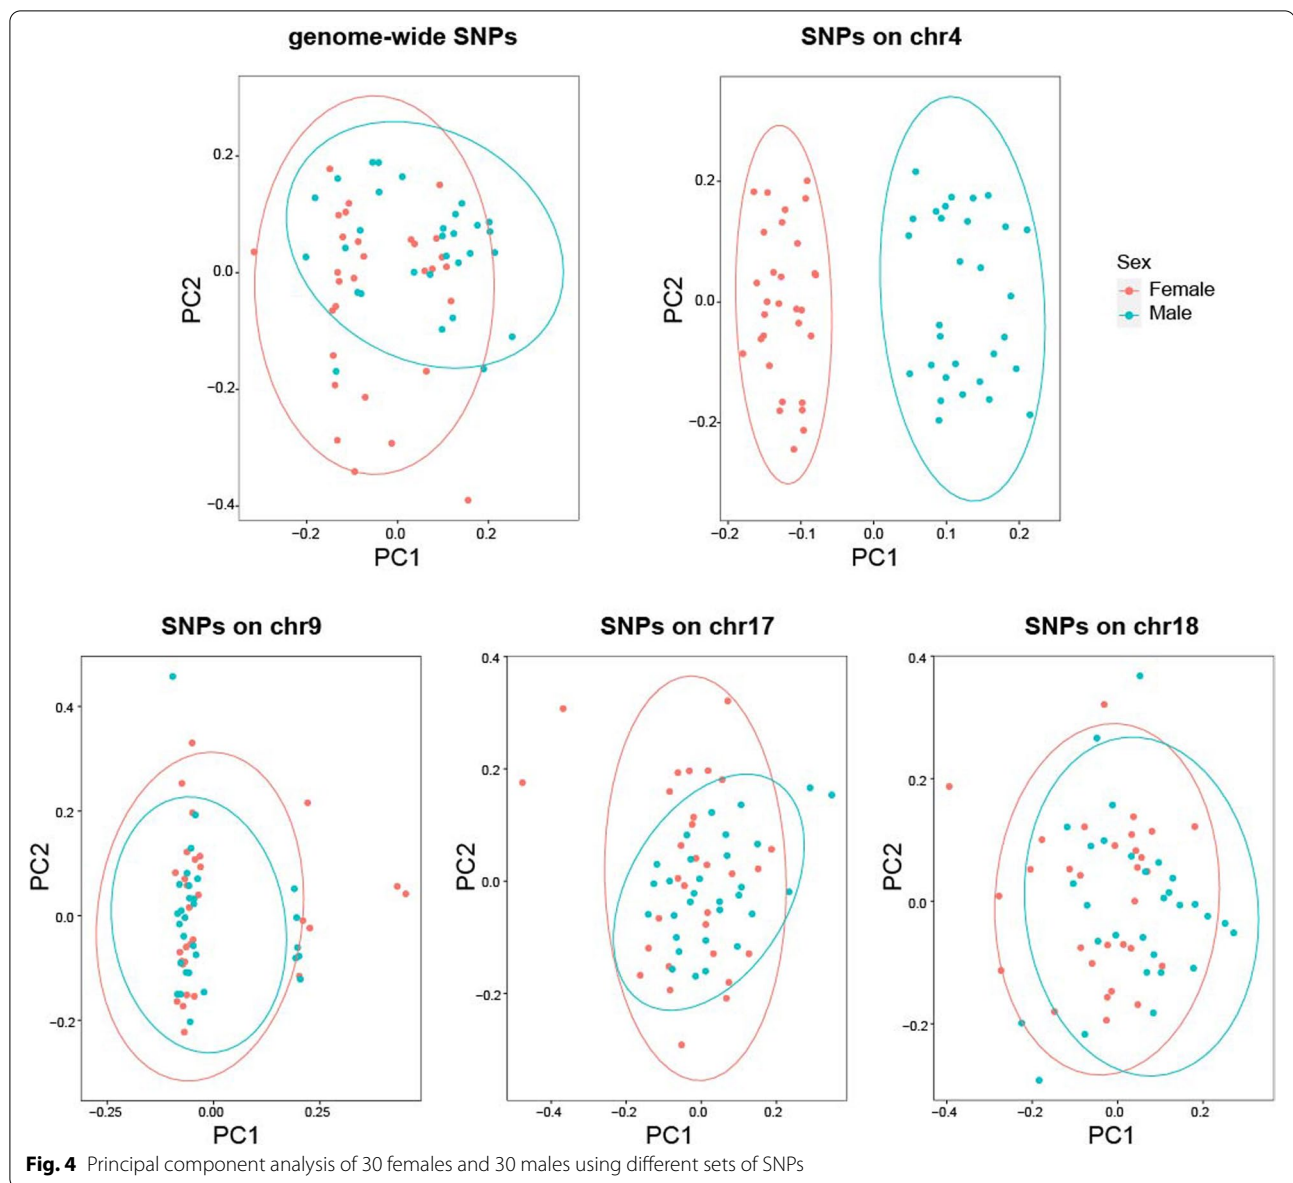 genome-wide SNPs
SNPs on chr4
0.2
0.0
−0.2
−0.4
PC2
−0.2
0.0
0.2
PC1
0.2
0.0
−0.2
PC2
−0.2
−0.1
0.0
0.1
0.2
PC1
Sex
Female
Male
SNPs on chr9
SNPs on chr17
SNPs on chr18
0.4
0.2
0.0
−0.2
PC2
−0.25
0.00
0.25
PC1
0.4
0.2
0.0
−0.2
PC2
−0.4
−0.2
0.0
0.2
PC1
0.4
0.2
0.0
−0.2
PC2
−0.4
−0.2
0.0
0.2
PC1
Fig. 4 Principal component analysis of 30 females and 30 males using different sets of SNPs